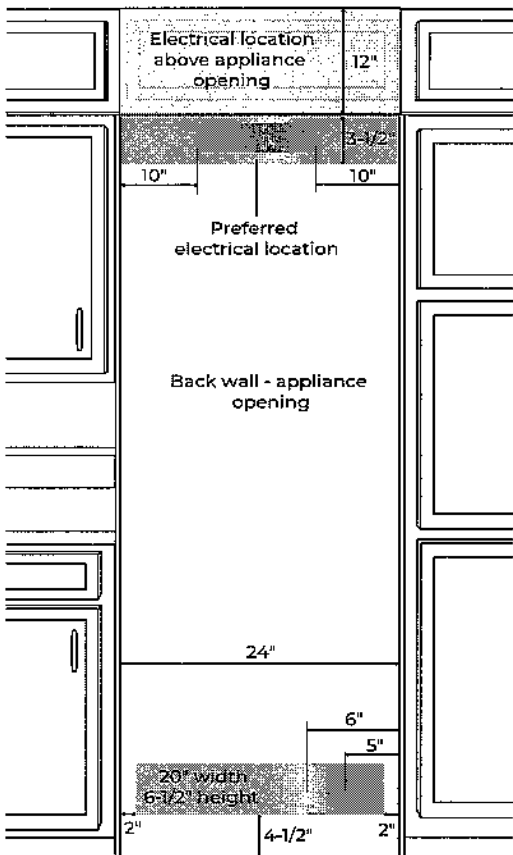 Electrical location
above appliance
opening
12"
3-1/2"
10"
10"
Preferred
electrical location
Back wall - appliance
opening
24"
6"
5"
20" width
6-1/2" height
2"
4-1/2"
2"